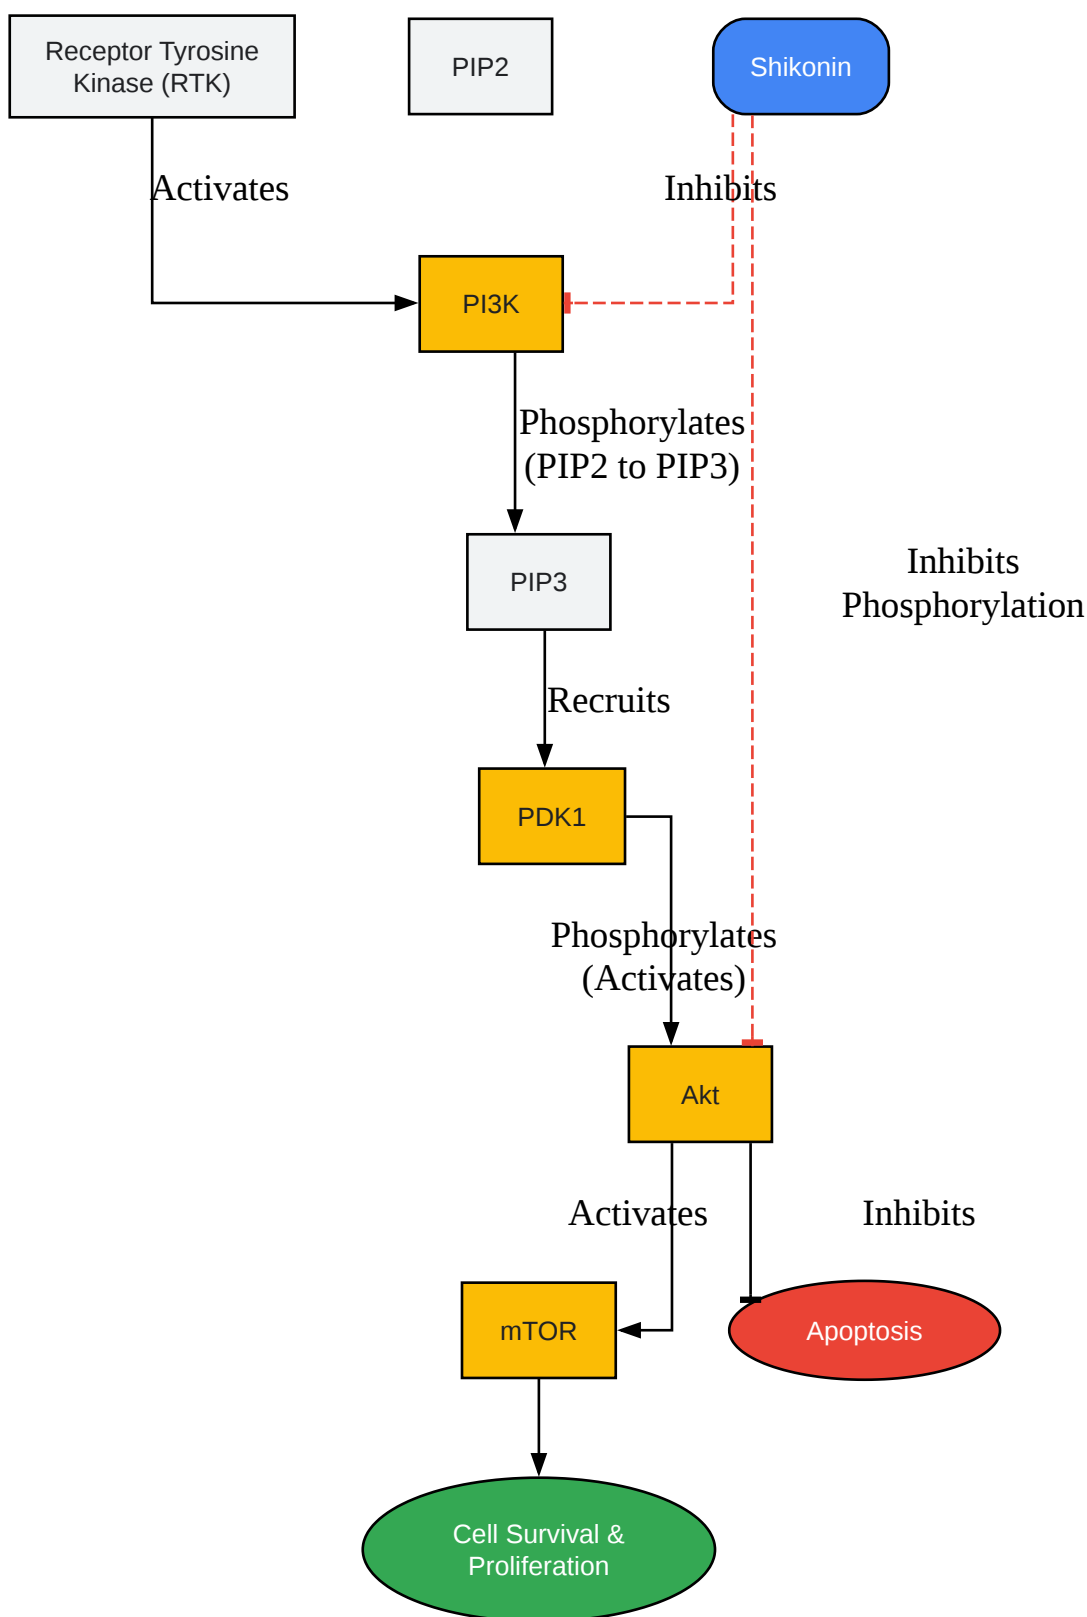 Receptor Tyrosine
Kinase (RTK)
PIP2
Shikonin
Activates
Inhibits
PI3K
Phosphorylates
(PIP2 to PIP3)
PIP3
Inhibits
Phosphorylation
Recruits
PDK1
Phosphorylates
(Activates)
Akt
Activates
Inhibits
mTOR
Apoptosis
Cell Survival &
Proliferation